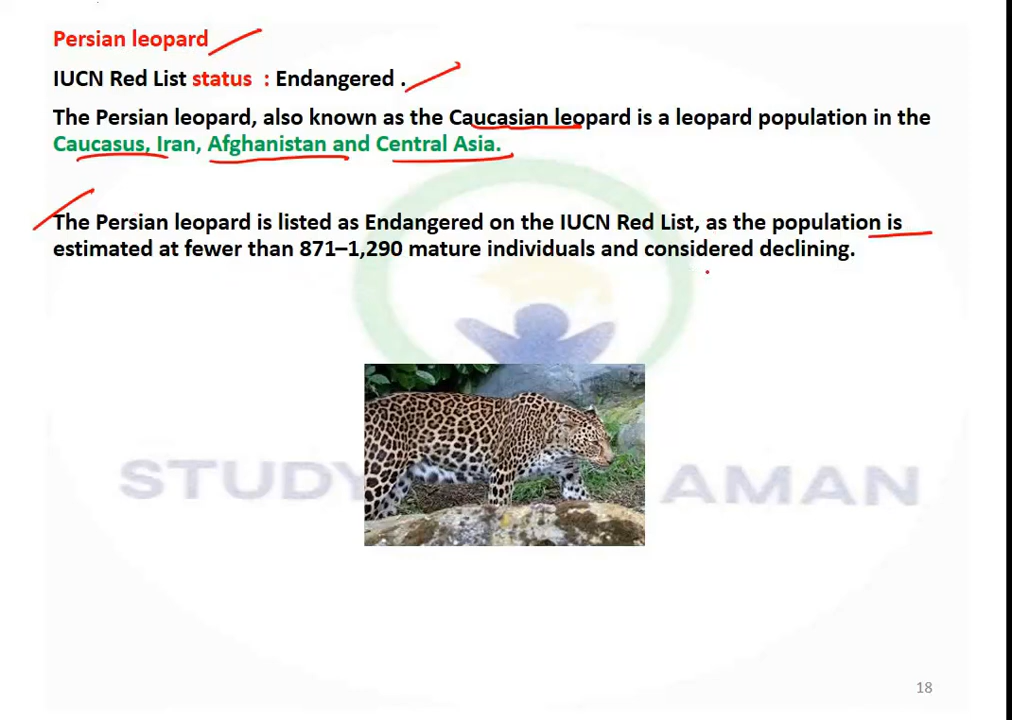 Persian leopard
IUCN Red List status : Endangered .
The Persian leopard, also known as the Caucasian leopard is a leopard population in the
Caucasus, Iran, Afghanistan and Central Asia.
The Persian leopard is listed as Endangered on the IUCN Red List, as the population is
estimated at fewer than 871–1,290 mature individuals and considered declining.
STUDY AMAN
18